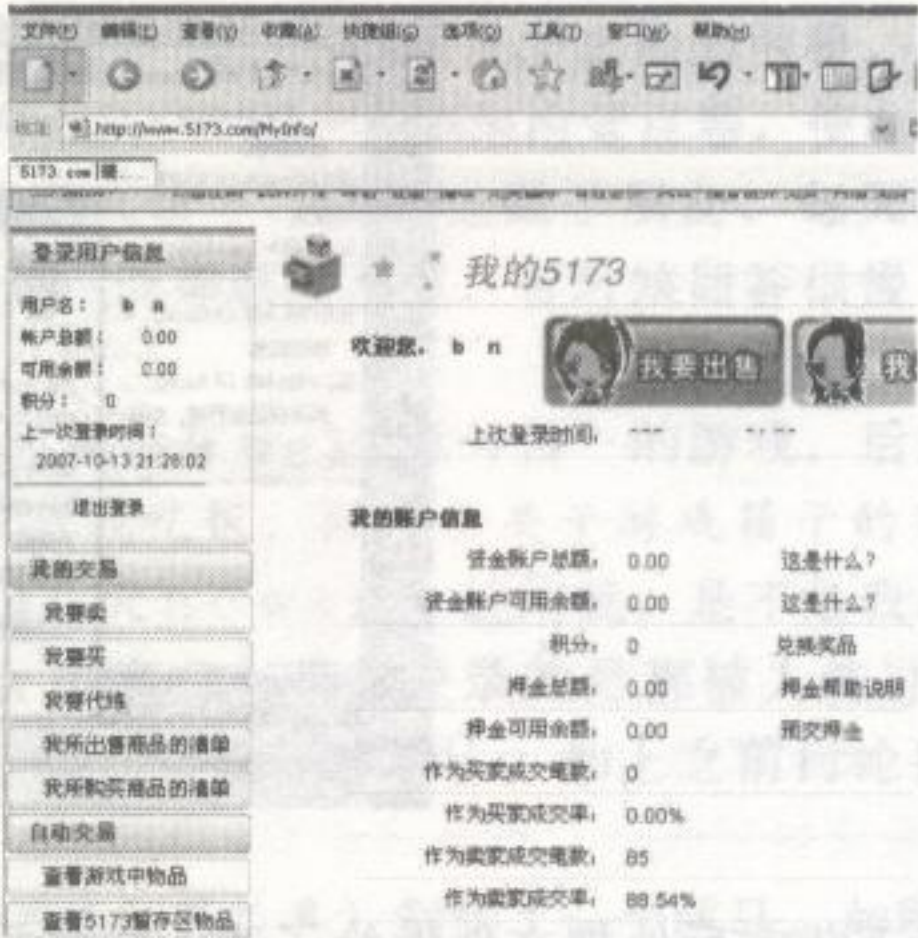 文件(F) 编辑(E) 查看(V) 收藏(A) 快捷组(G) 选项(O) 工具(T) 窗口(W) 帮助(H)
地址 http://www.5173.com/MyInfo/
5173.com
登录用户信息
用户名: b n
帐户总额: 0.00
可用余额: 0.00
积分: 0
上一次登录时间:
2007-10-13 21:28:02
退出登录
我的交易
我要卖
我要买
我要代练
我所出售商品的清单
我所购买商品的清单
自动交易
查看游戏中物品
查看5173暂存区物品
我的5173
欢迎您, b n
我要出售
我
上次登录时间:
我的账户信息
资金账户总额: 0.00 这是什么?
资金账户可用余额: 0.00 这是什么?
积分: 0 兑换奖品
押金总额: 0.00 押金帮助说明
押金可用余额: 0.00 预交押金
作为买家成交笔数: 0
作为买家成交率: 0.00%
作为卖家成交笔数: 85
作为卖家成交率: 88.54%